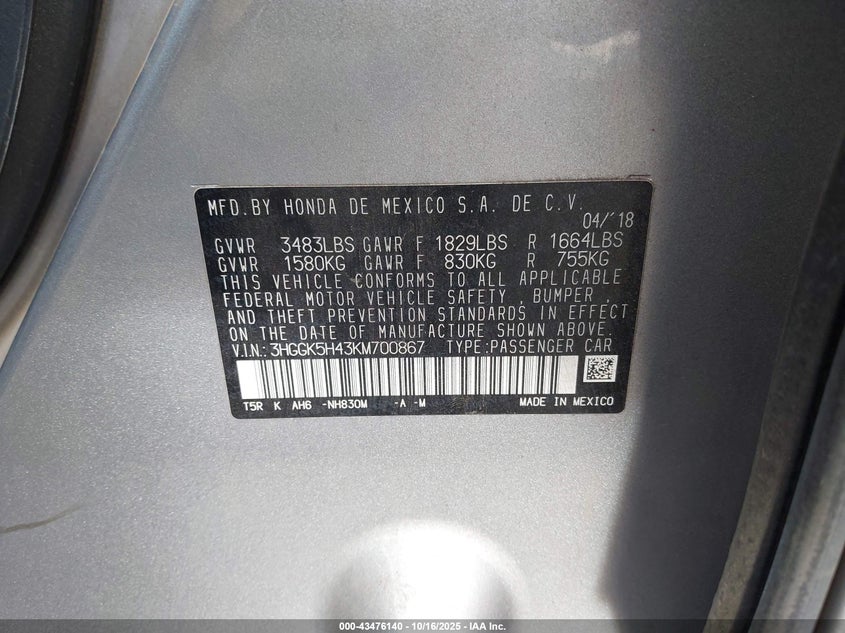 MFD.BY HONDA DE MEXICO S.A. DE C.V.
04/'18
GVWR 3483LBS GAWR F 1829LBS R 1664LBS
GVWR 1580KG GAWR F 830KG R 755KG
THIS VEHICLE CONFORMS TO ALL APPLICABLE
FEDERAL MOTOR VEHICLE SAFETY , BUMPER ,
AND THEFT PREVENTION STANDARDS IN EFFECT
ON THE DATE OF MANUFACTURE SHOWN ABOVE.
V.I.N.:3HGGK5H43KM700867 TYPE:PASSENGER CAR
T5R K AH6 -NH830M -A -M MADE IN MEXICO
000-43476140 - 10/16/2025 - IAA Inc.